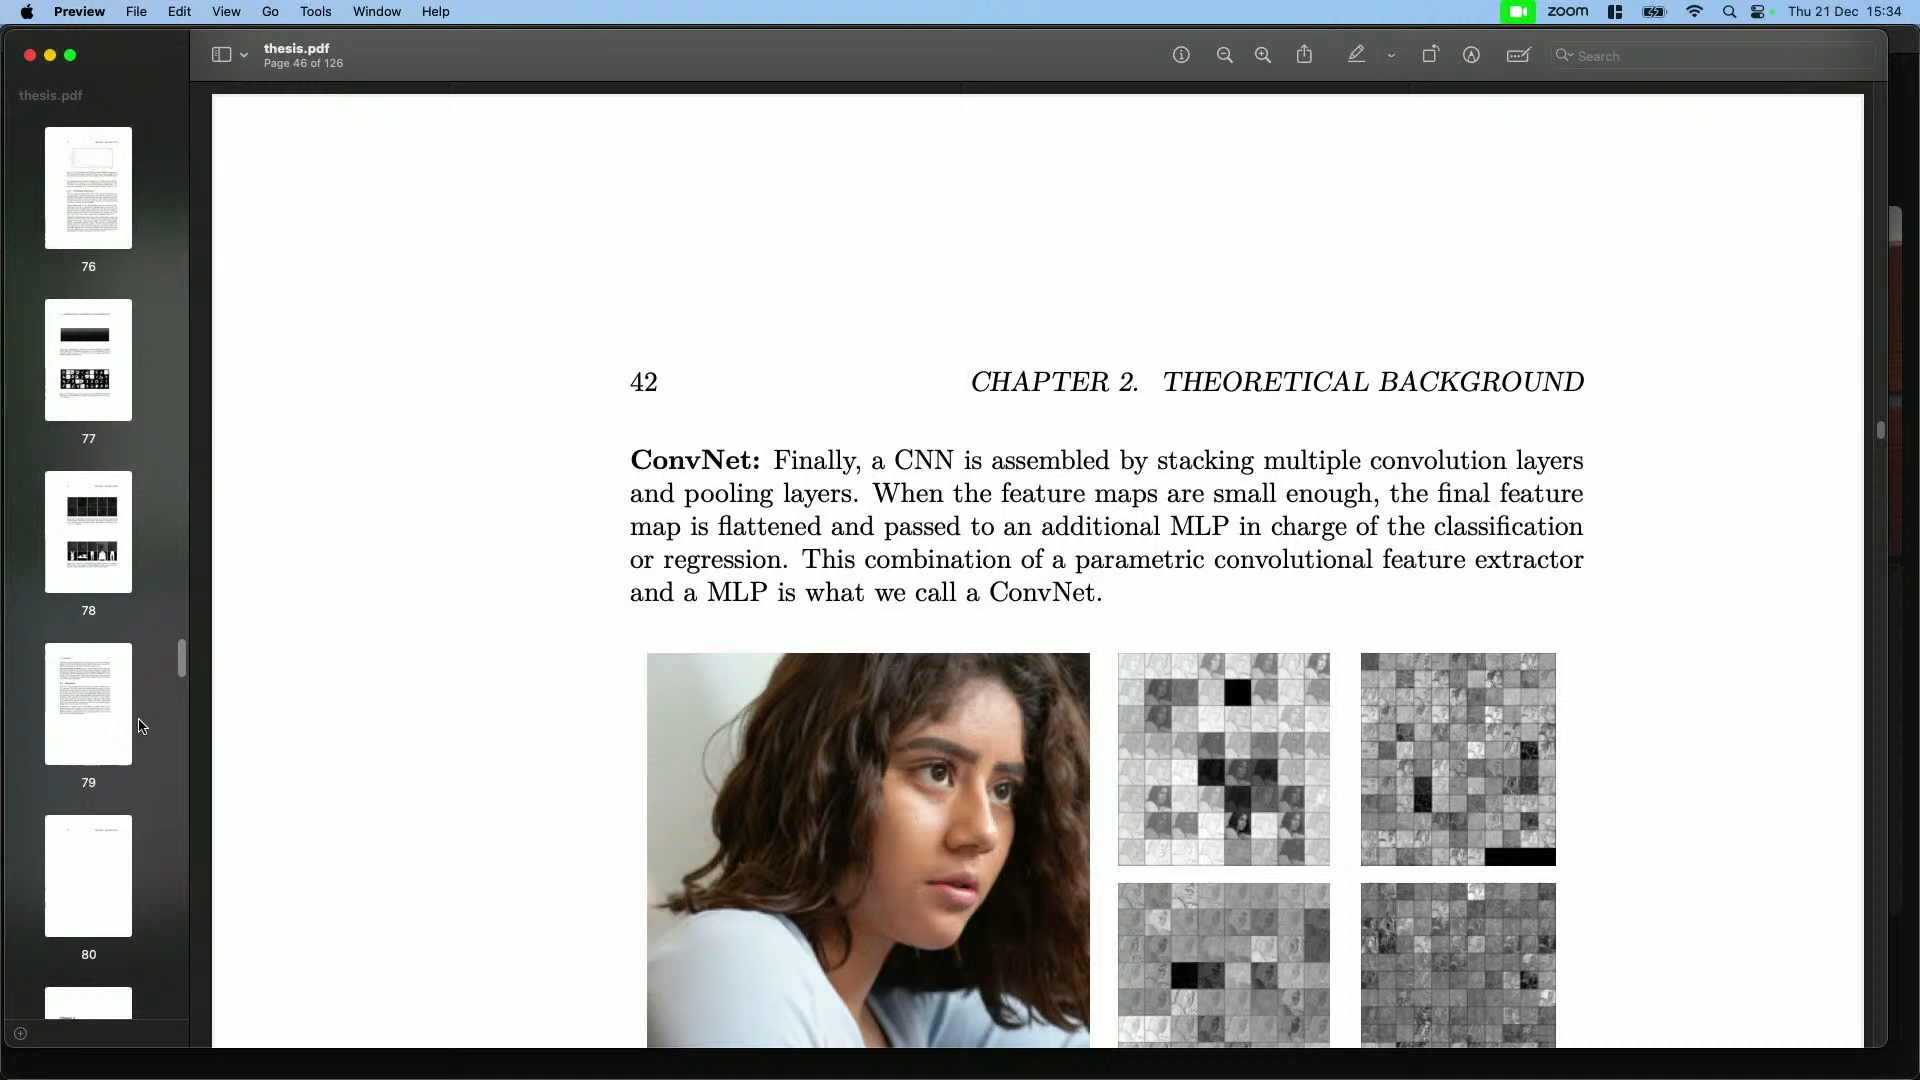 Preview File Edit View Go Tools Window Help zoom Thu 21 Dec 15:34
thesis.pdf
Page 46 of 126
Search
thesis.pdf
76
77
78
79
80
42 CHAPTER 2. THEORETICAL BACKGROUND
ConvNet: Finally, a CNN is assembled by stacking multiple convolution layers
and pooling layers. When the feature maps are small enough, the final feature
map is flattened and passed to an additional MLP in charge of the classification
or regression. This combination of a parametric convolutional feature extractor
and a MLP is what we call a ConvNet.